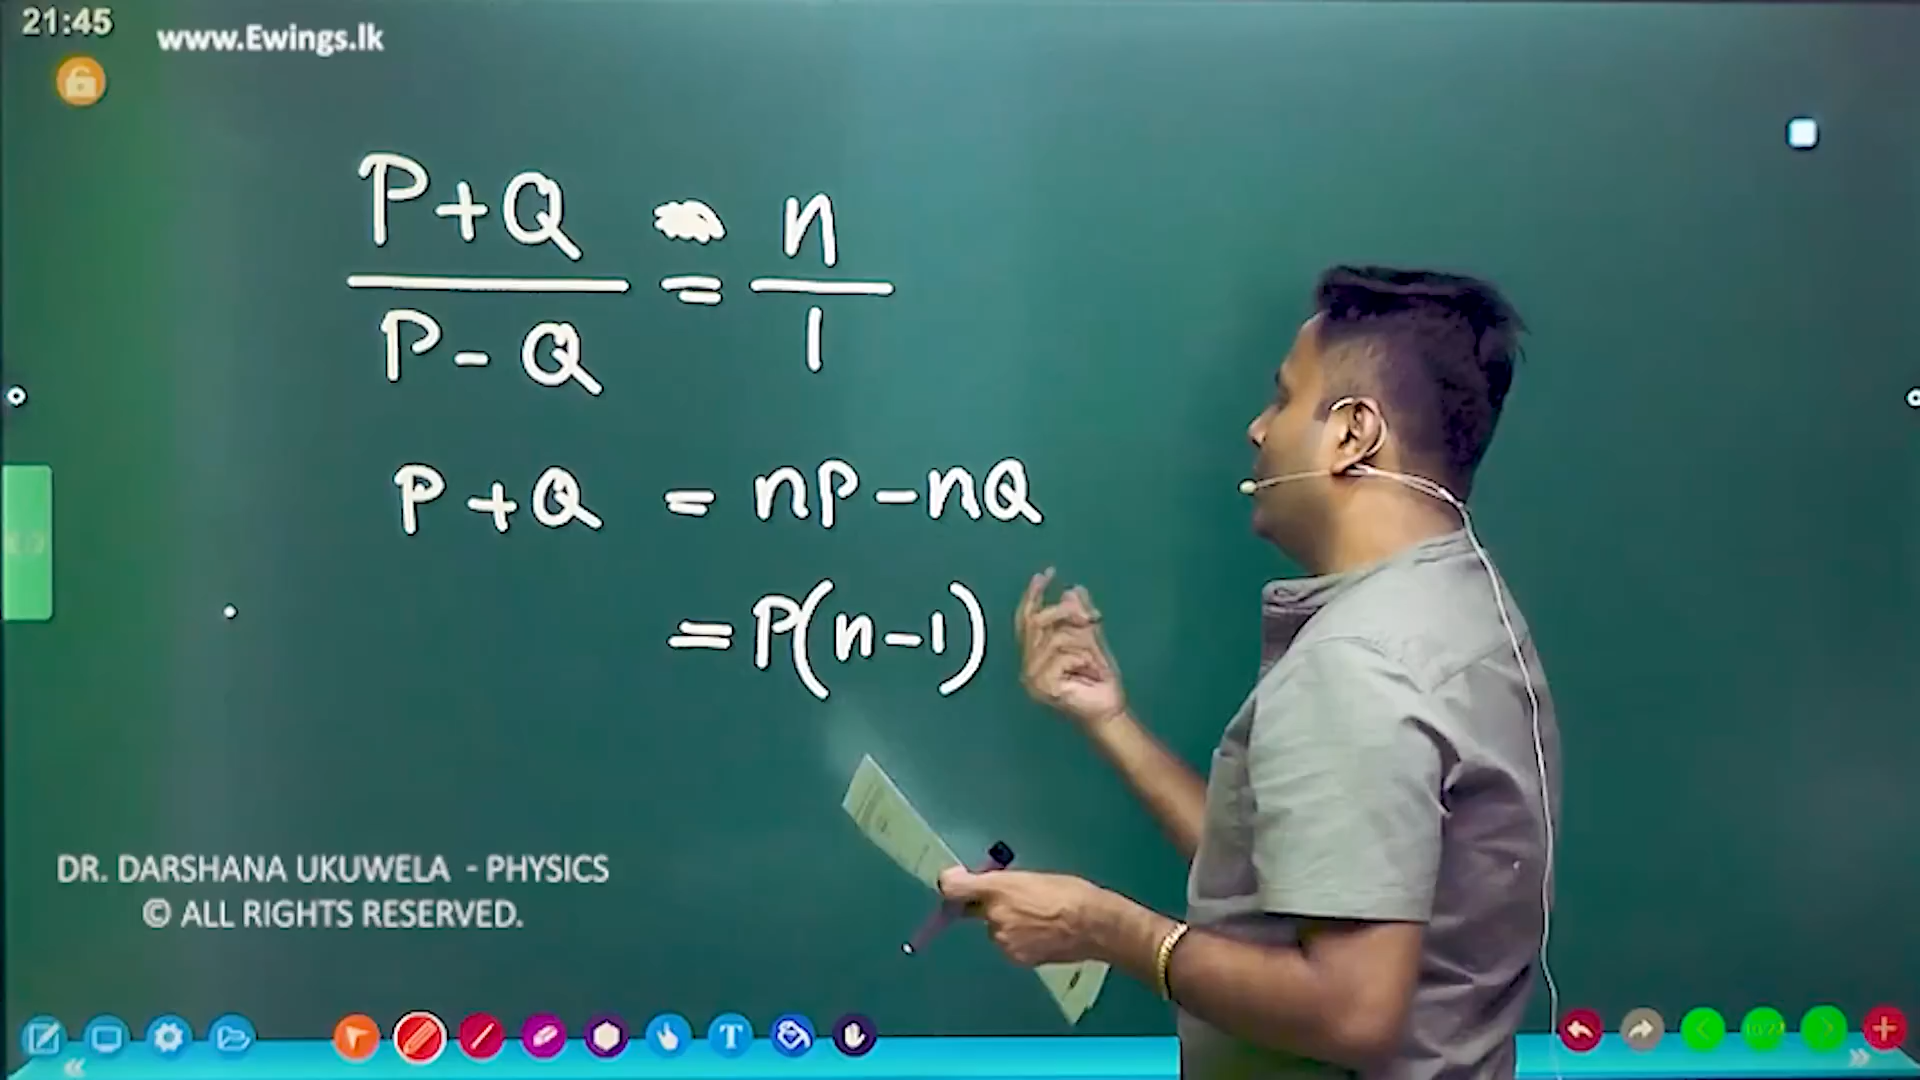 21:45
www.Ewings.lk
P+Q = n
P-Q 1
P+Q = nP-nQ
=P(n-1)
DR. DARSHANA UKUWELA - PHYSICS
© ALL RIGHTS RESERVED.
T